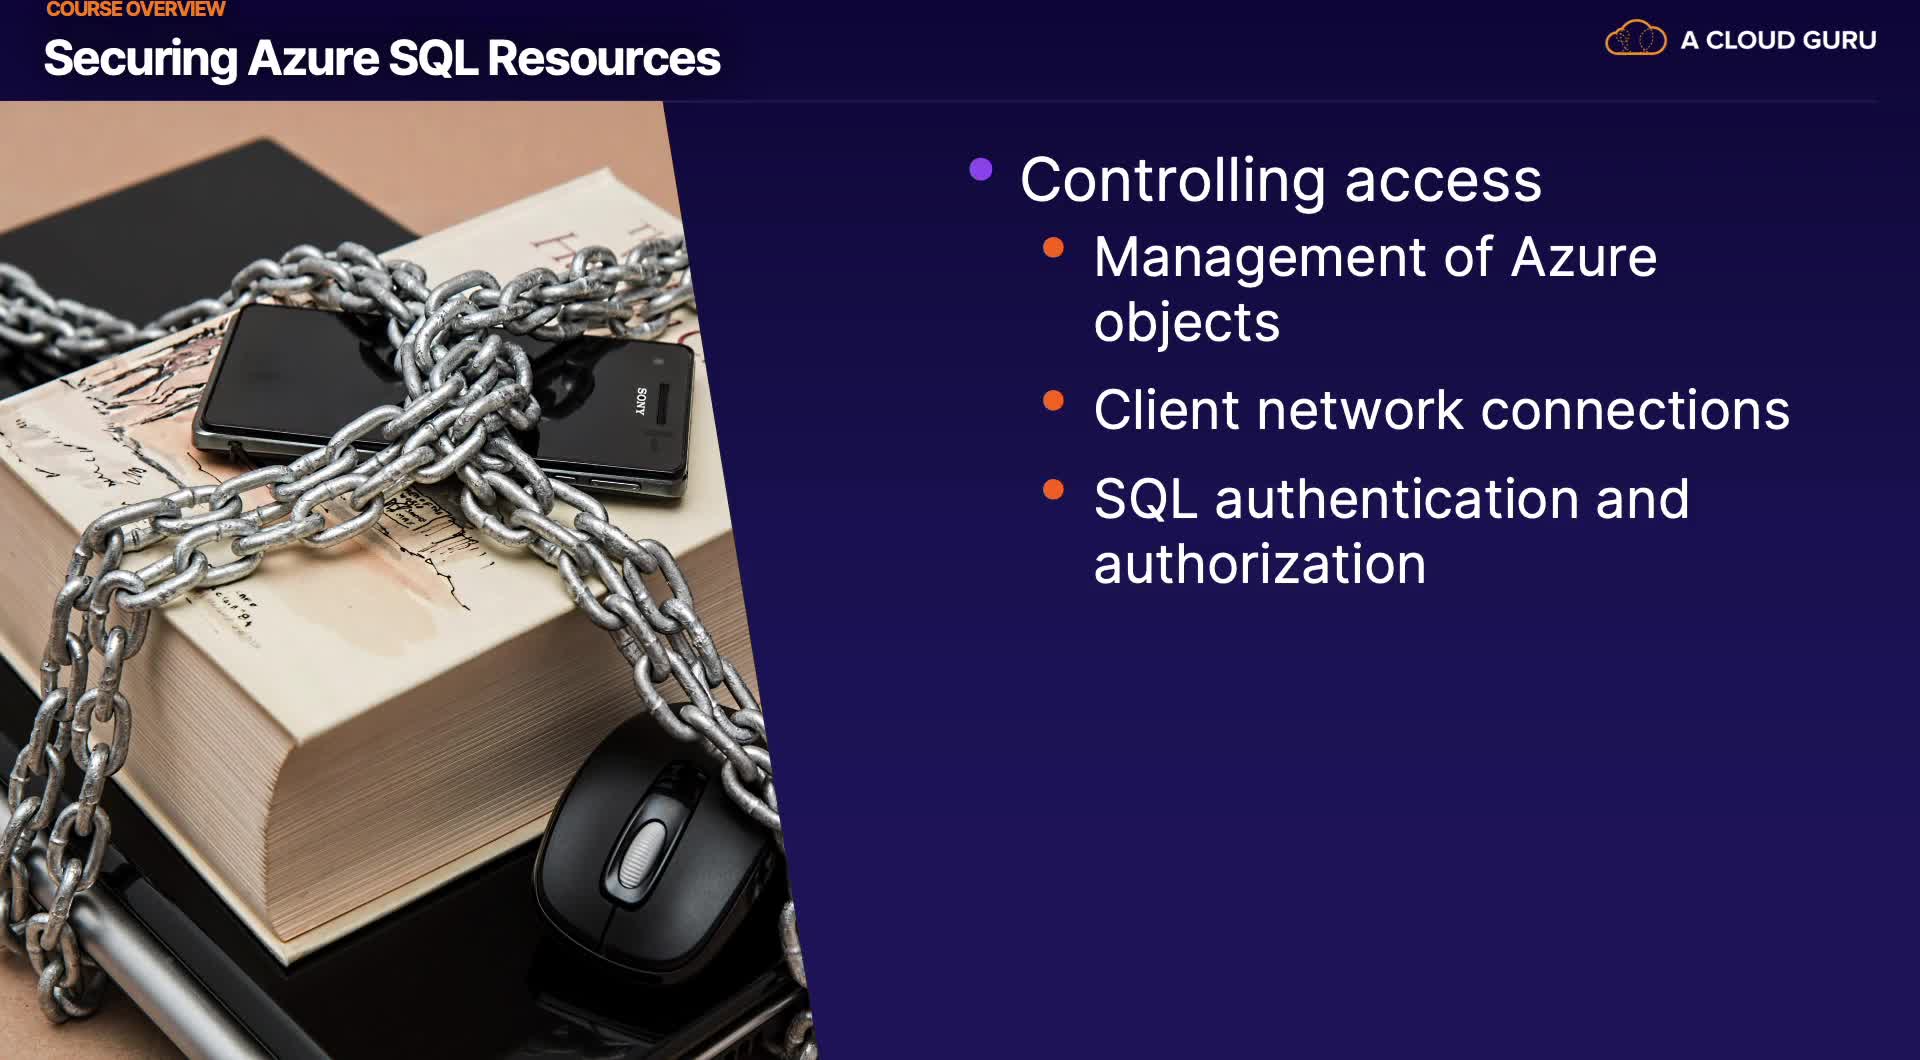 COURSE OVERVIEW
Securing Azure SQL Resources
A CLOUD GURU
Controlling access
Management of Azure
objects
Client network connections
SQL authentication and
authorization
SONY